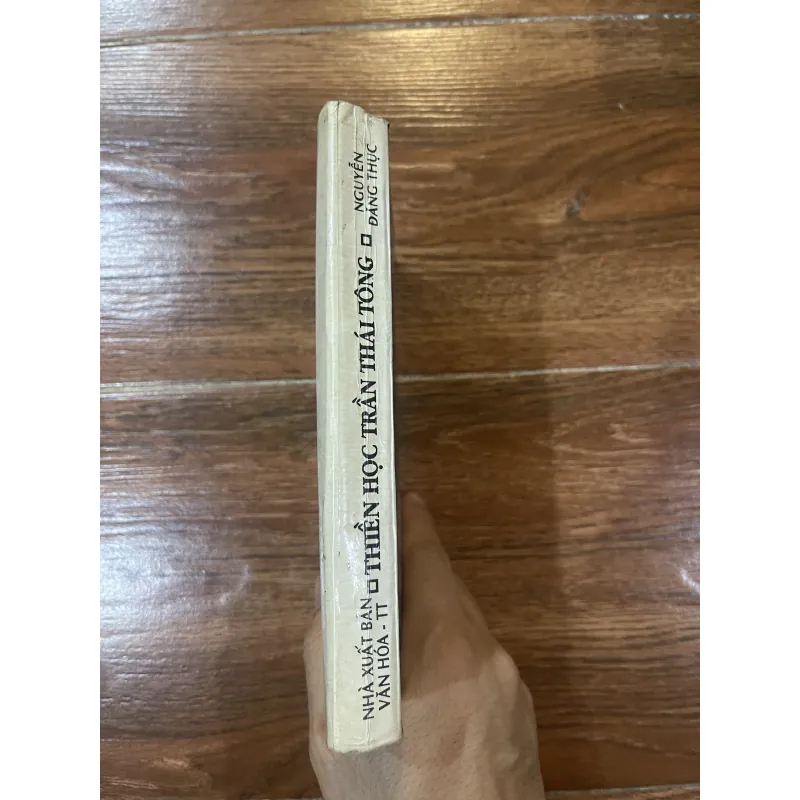 NHÀ XUẤT BẢN
VĂN HÓA - TT
THIỀN HỌC TRẦN THÁI TÔNG
NGUYỄN
ĐĂNG THỤC